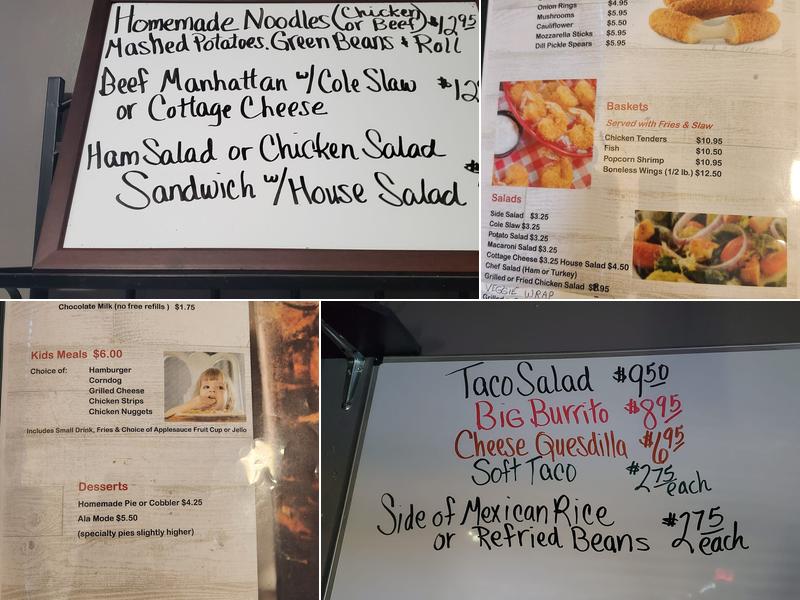 Homemade Noodles (Chicken or Beef) $12.95
Mashed Potatoes. Green Beans & Roll
Beef Manhattan w/ Cole Slaw
or Cottage Cheese
Ham Salad or Chicken Salad
Sandwich w/ House Salad
Onion Rings $4.95
Mushrooms $5.95
Cauliflower $5.50
Mozzarella Sticks $5.95
Dill Pickle Spears $5.95
Baskets
Served with Fries & Slaw
Chicken Tenders $10.95
Fish $10.50
Popcorn Shrimp $10.95
Boneless Wings (1/2 lb.) $12.50
Salads
Side Salad $3.25
Cole Slaw $3.25
Potato Salad $3.25
Macaroni Salad $3.25
Cottage Cheese $3.25 House Salad $4.50
Chef Salad (Ham or Turkey)
Grilled or Fried Chicken Salad $8.95
VEGGIE WRAP
Chocolate Milk (no free refills ) $1.75
Kids Meals $6.00
Choice of: Hamburger
Corndog
Grilled Cheese
Chicken Strips
Chicken Nuggets
Includes Small Drink, Fries & Choice of Applesauce Fruit Cup or Jello
Desserts
Homemade Pie or Cobbler $4.25
Ala Mode $5.50
(specialty pies slightly higher)
Taco Salad $9.50
Big Burrito $8.95
Cheese Quesdilla $6.95
Soft Taco $2.75 each
Side of Mexican Rice
or Refried Beans $2.75 each